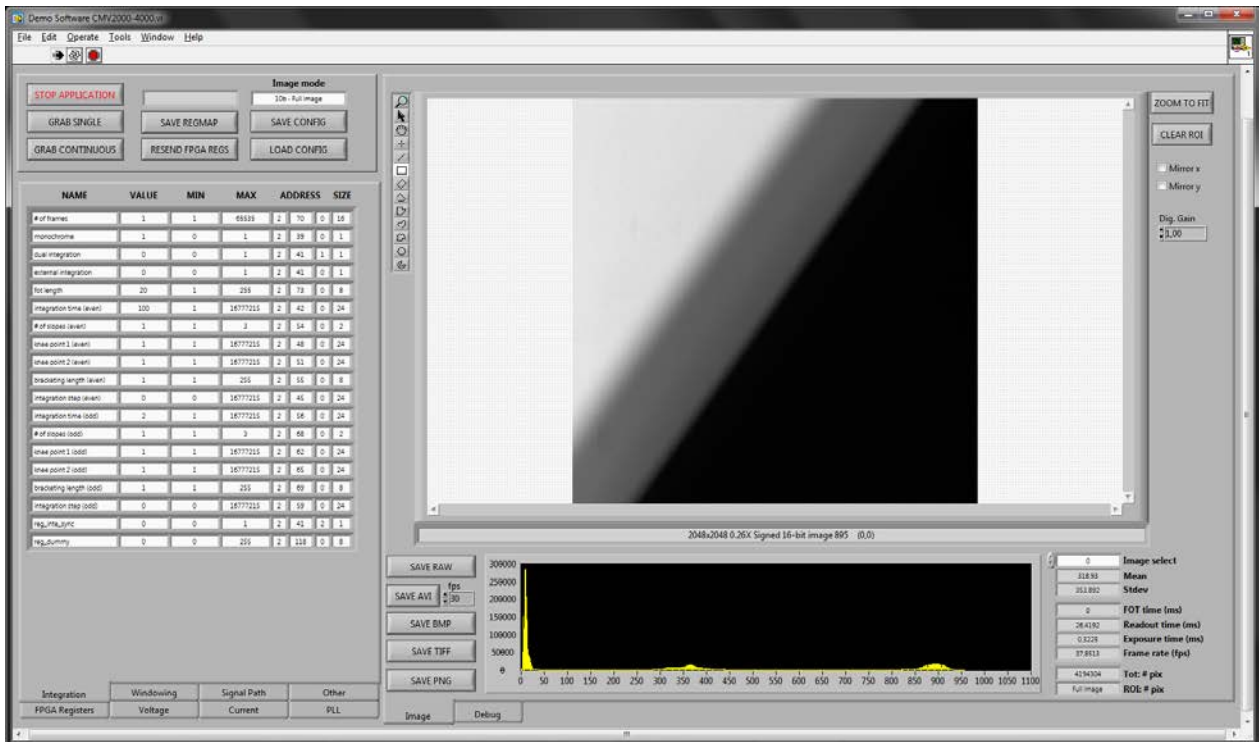 Demo Software CMV2000-4000.vi
File Edit Operate Tools Window Help
Image mode
STOP APPLICATION 10b - Full image
GRAB SINGLE SAVE REGMAP SAVE CONFIG
GRAB CONTINUOUS RESEND FPGA REGS LOAD CONFIG
NAME VALUE MIN MAX ADDRESS SIZE
# of frames 1 1 65535 2 70 0 16
monochrome 1 0 1 2 39 0 1
dual integration 0 0 1 2 41 1 1
external integration 0 0 1 2 41 0 1
fot length 20 1 255 2 73 0 8
integration time (even) 100 1 16777215 2 42 0 24
# of slopes (even) 1 1 3 2 54 0 2
knee point 1 (even) 1 1 16777215 2 48 0 24
knee point 2 (even) 1 1 16777215 2 51 0 24
bracketing length (even) 1 1 255 2 55 0 8
integration step (even) 0 0 16777215 2 45 0 24
integration time (odd) 2 1 16777215 2 56 0 24
# of slopes (odd) 1 1 3 2 68 0 2
knee point 1 (odd) 1 1 16777215 2 62 0 24
knee point 2 (odd) 1 1 16777215 2 65 0 24
bracketing length (odd) 1 1 255 2 69 0 8
integration step (odd) 0 0 16777215 2 59 0 24
reg_inte_sync 0 0 1 2 41 2 1
reg_dummy 0 0 255 2 118 0 8
Integration Windowing Signal Path Other
FPGA Registers Voltage Current PLL
ZOOM TO FIT
CLEAR ROI
Mirror x
Mirror y
Dig. Gain
1,00
2048x2048 0.26X Signed 16-bit image 895 (0,0)
SAVE RAW
SAVE AVI fps 30
SAVE BMP
SAVE TIFF
SAVE PNG
300000
250000
200000
150000
100000
50000
0
0 50 100 150 200 250 300 350 400 450 500 550 600 650 700 750 800 850 900 950 1000 1050 1100
0 Image select
318.93 Mean
353.892 Stdev
0 FOT time (ms)
26.4192 Readout time (ms)
0.3225 Exposure time (ms)
37.8513 Frame rate (fps)
4194304 Tot: # pix
Full image ROI: # pix
Image Debug